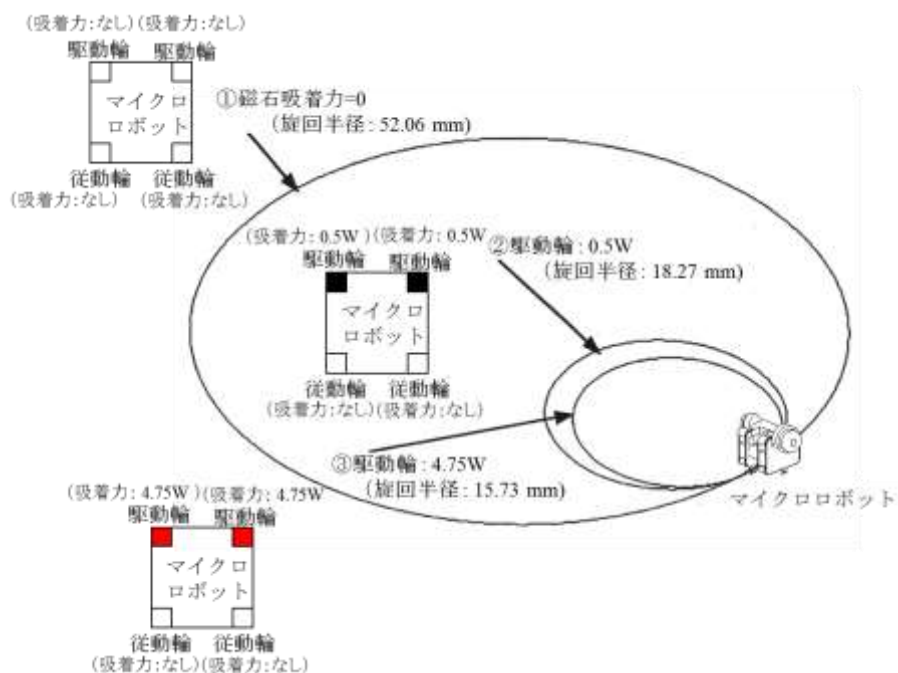 (吸着力:なし)(吸着力:なし)
駆動輪 駆動輪
マイクロ
ロボット
従動輪 従動輪
(吸着力:なし) (吸着力:なし)
①磁石吸着力=0
(旋回半径: 52.06 mm)
(吸着力: 0.5W) (吸着力: 0.5W
駆動輪 駆動輪
マイクロ
ロボット
従動輪 従動輪
(吸着力:なし)(吸着力:なし)
②駆動輪: 0.5W
(旋回半径: 18.27 mm)
③駆動輪: 4.75W
(旋回半径: 15.73 mm)
マイクロロボット
(吸着力: 4.75W)(吸着力: 4.75W
駆動輪 駆動輪
マイクロ
ロボット
従動輪 従動輪
(吸着力:なし)(吸着力:なし)